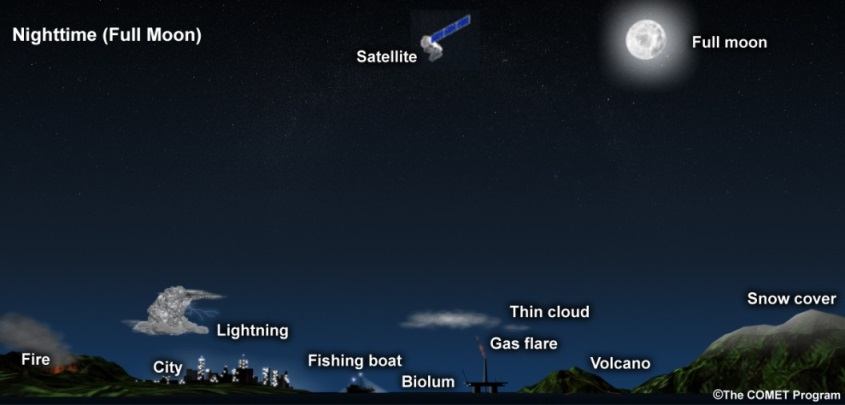 Nighttime (Full Moon)
Satellite
Full moon
Snow cover
Thin cloud
Lightning
Gas flare
Fire
City
Fishing boat
Volcano
Biolum
©The COMET Program